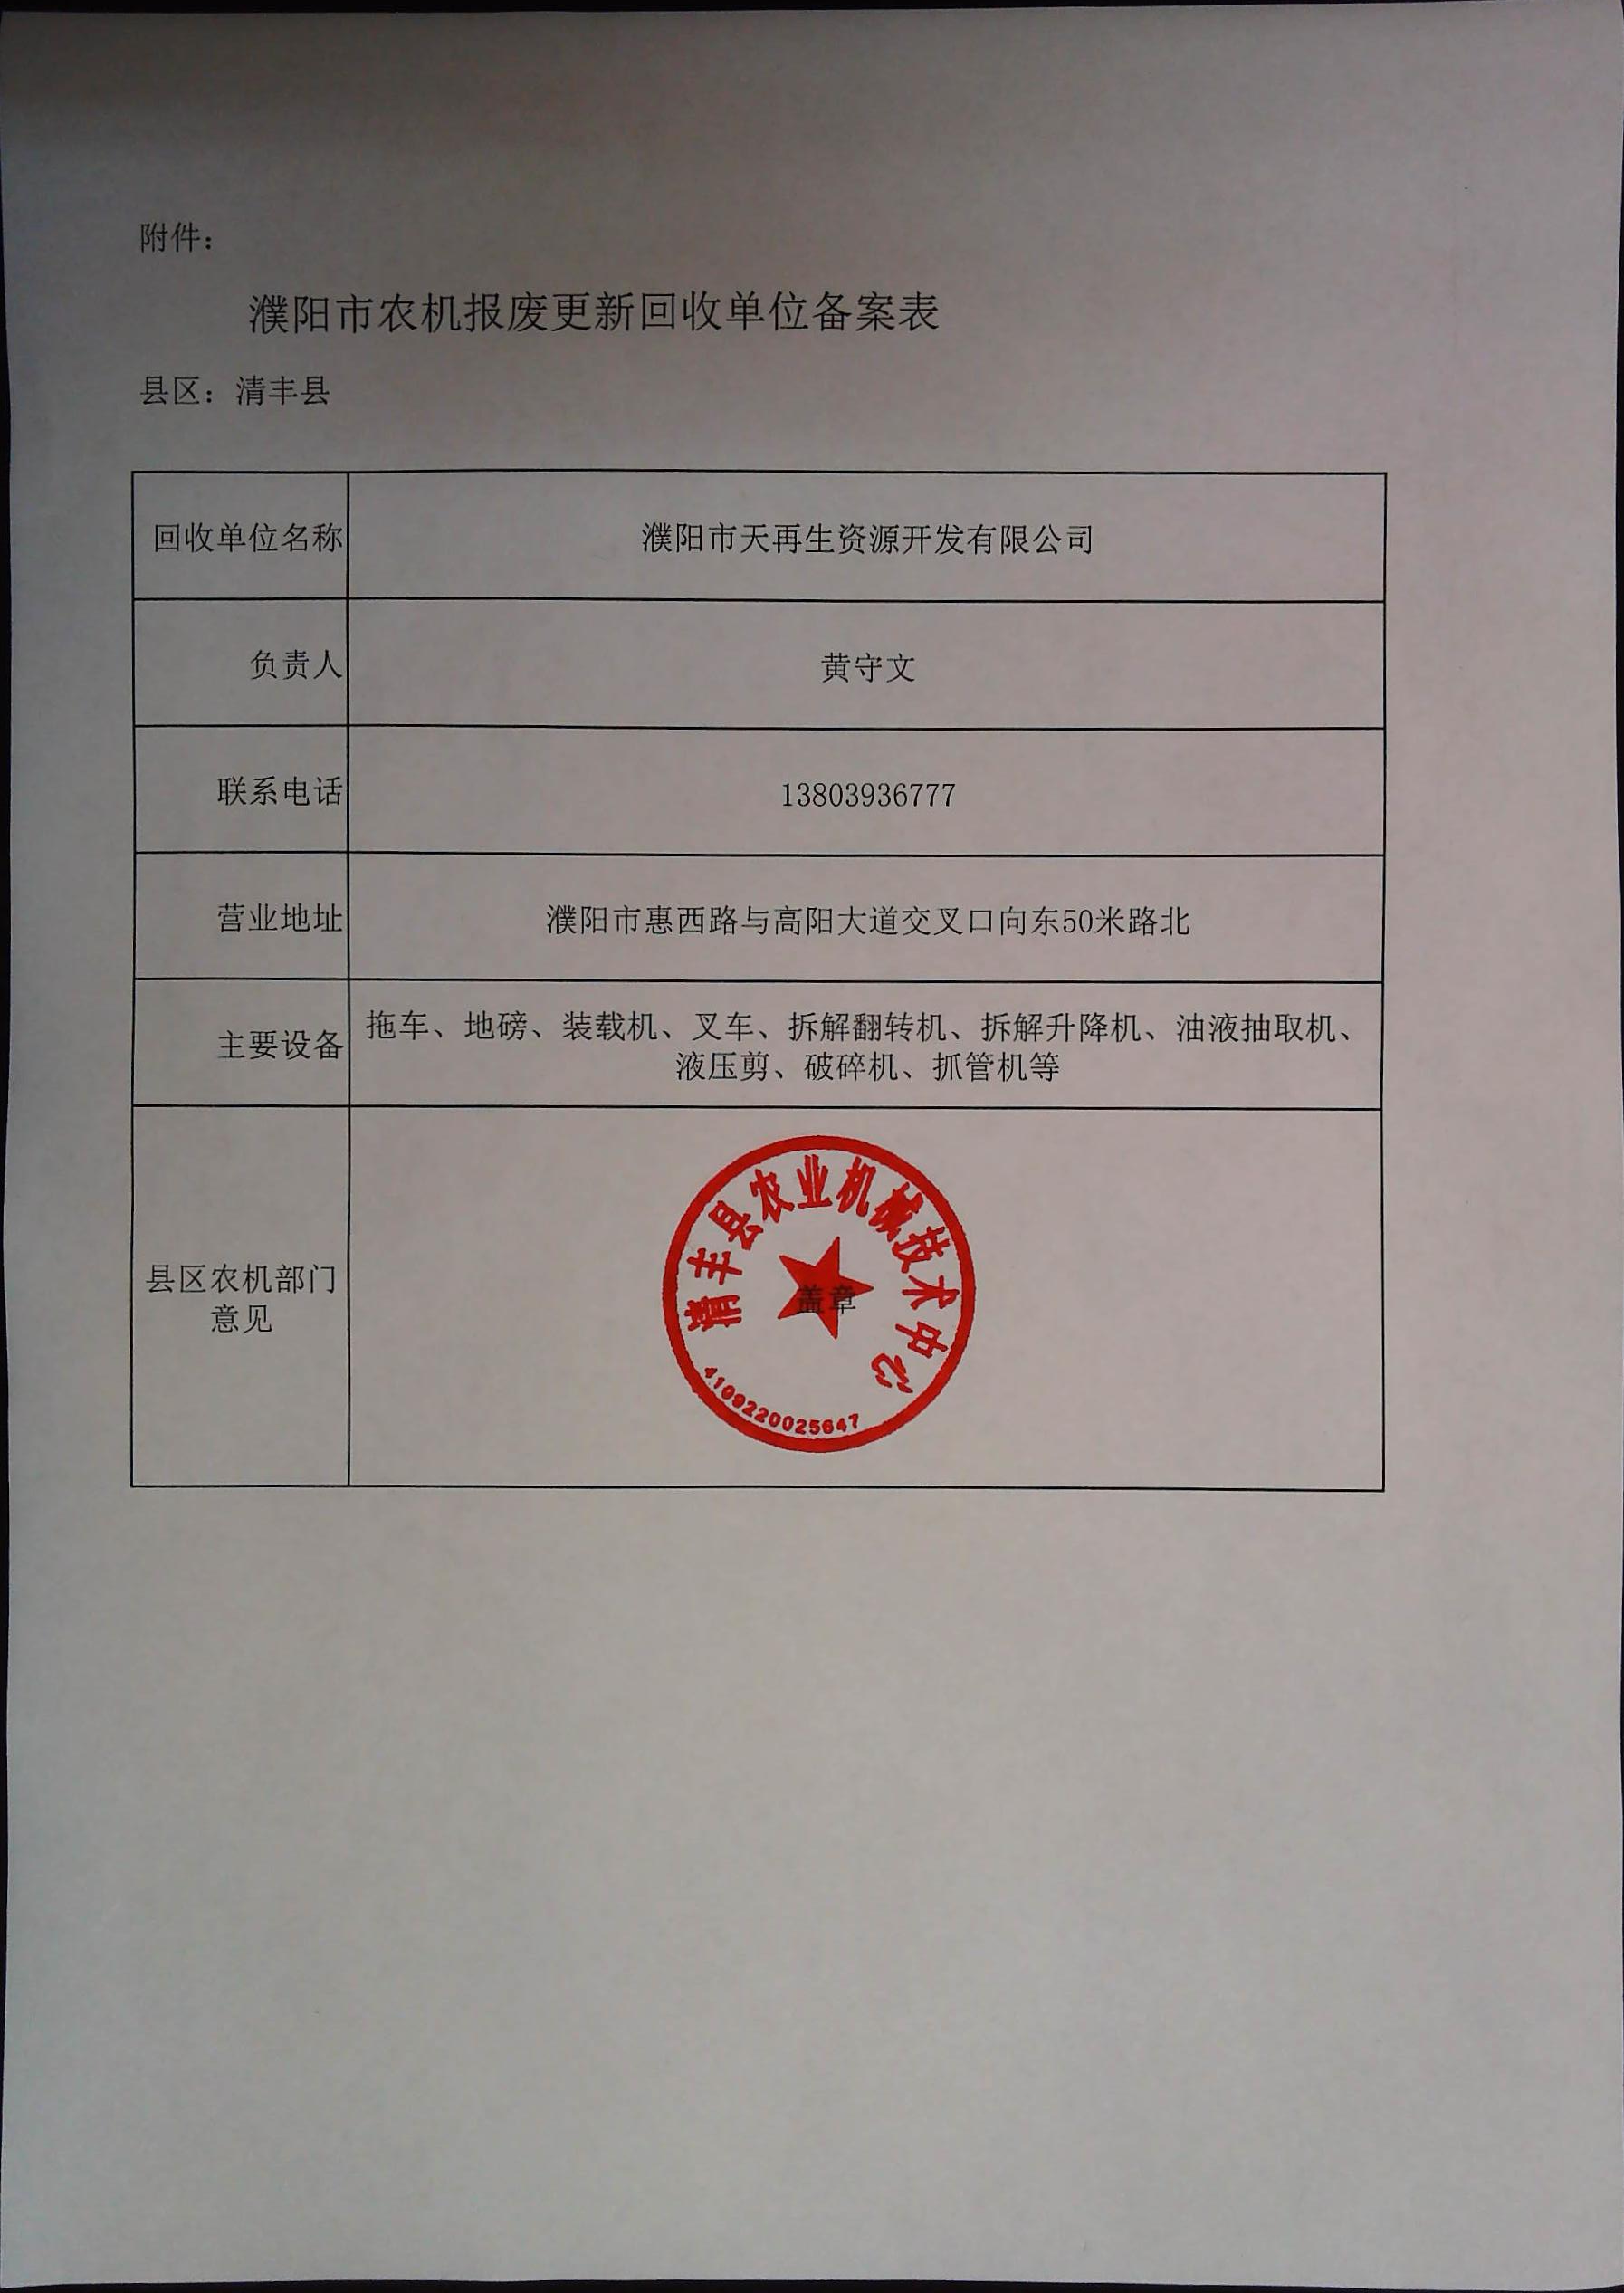 附件：
濮阳市农机报废更新回收单位备案表
县区：清丰县
回收单位名称 濮阳市天再生资源开发有限公司
负责人 黄守文
联系电话 13803936777
营业地址 濮阳市惠西路与高阳大道交叉口向东50米路北
主要设备 拖车、地磅、装载机、叉车、拆解翻转机、拆解升降机、油液抽取机、
液压剪、破碎机、抓管机等
县区农机部门
意见
清丰县农业机械技术中心
盖章
4109220025647